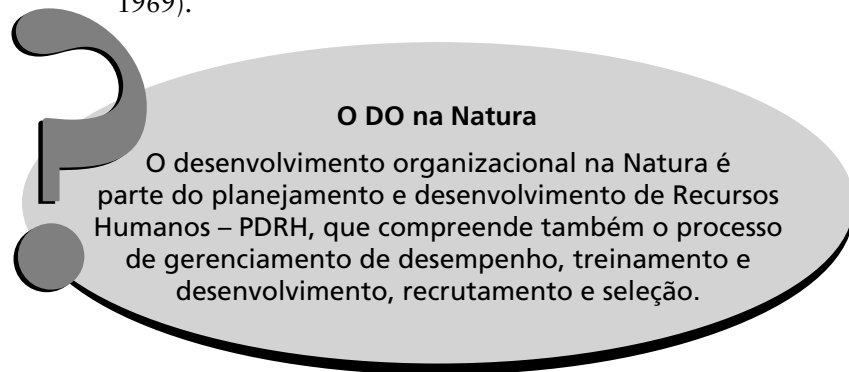 1969).
O DO na Natura
O desenvolvimento organizacional na Natura é
parte do planejamento e desenvolvimento de Recursos
Humanos – PDRH, que compreende também o processo
de gerenciamento de desempenho, treinamento e
desenvolvimento, recrutamento e seleção.